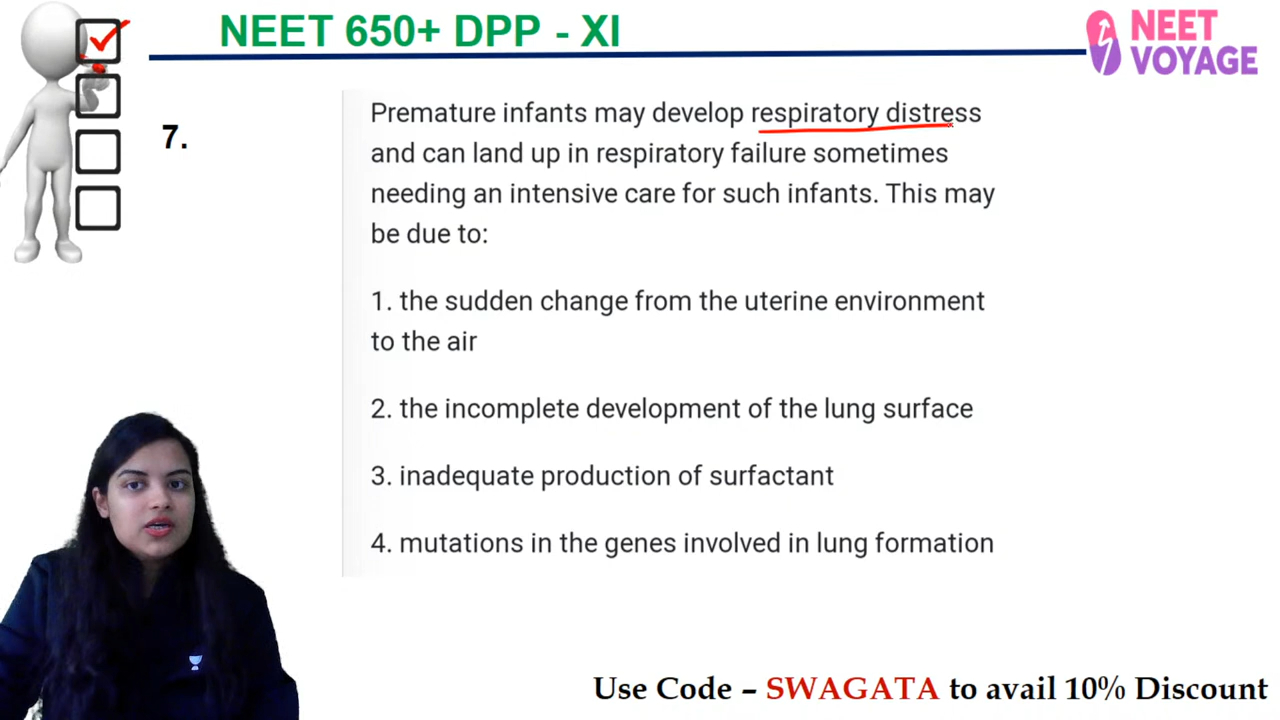 NEET 650+ DPP - XI
NEET
VOYAGE
7.
Premature infants may develop respiratory distress
and can land up in respiratory failure sometimes
needing an intensive care for such infants. This may
be due to:
1. the sudden change from the uterine environment
to the air
2. the incomplete development of the lung surface
3. inadequate production of surfactant
4. mutations in the genes involved in lung formation
Use Code – SWAGATA to avail 10% Discount